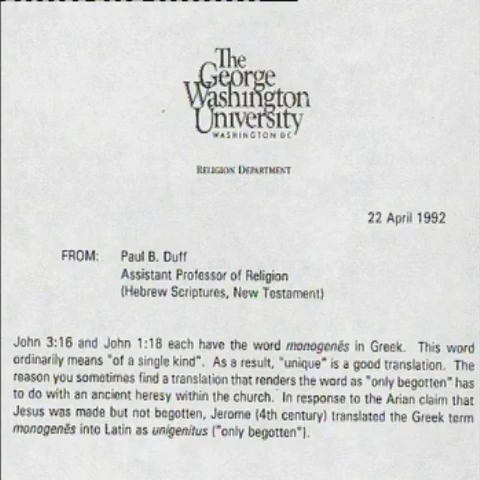 The
George
Washington
University
WASHINGTON DC
RELIGION DEPARTMENT
22 April 1992
FROM: Paul B. Duff
Assistant Professor of Religion
(Hebrew Scriptures, New Testament)
John 3:16 and John 1:18 each have the word monogenēs in Greek. This word
ordinarily means "of a single kind". As a result, "unique" is a good translation. The
reason you sometimes find a translation that renders the word as "only begotten" has
to do with an ancient heresy within the church. In response to the Arian claim that
Jesus was made but not begotten, Jerome (4th century) translated the Greek term
monogenēs into Latin as unigenitus ("only begotten").